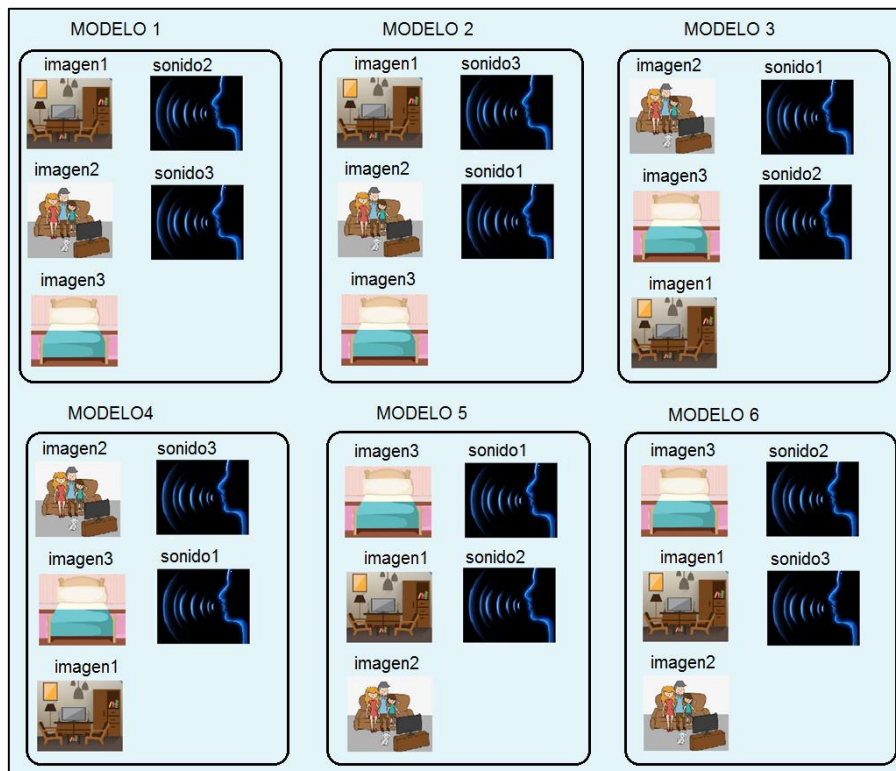 MODELO 1
imagen1 sonido2
imagen2 sonido3
imagen3
MODELO 2
imagen1 sonido3
imagen2 sonido1
imagen3
MODELO 3
imagen2 sonido1
imagen3 sonido2
imagen1
MODELO4
imagen2 sonido3
imagen3 sonido1
imagen1
MODELO 5
imagen3 sonido1
imagen1 sonido2
imagen2
MODELO 6
imagen3 sonido2
imagen1 sonido3
imagen2